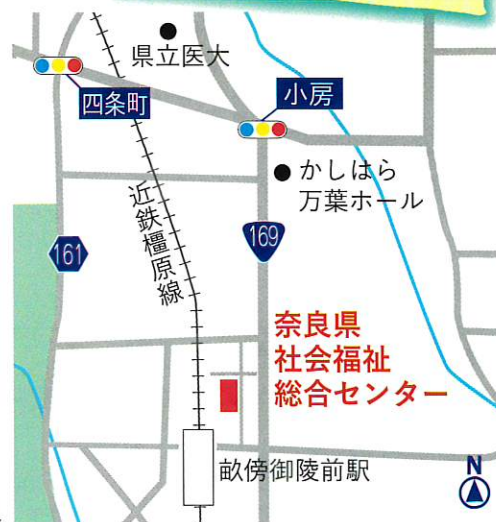 県立医大
四条町
小房
かしはら
万葉ホール
近鉄橿原線
161
169
奈良県
社会福祉
総合センター
畝傍御陵前駅
N